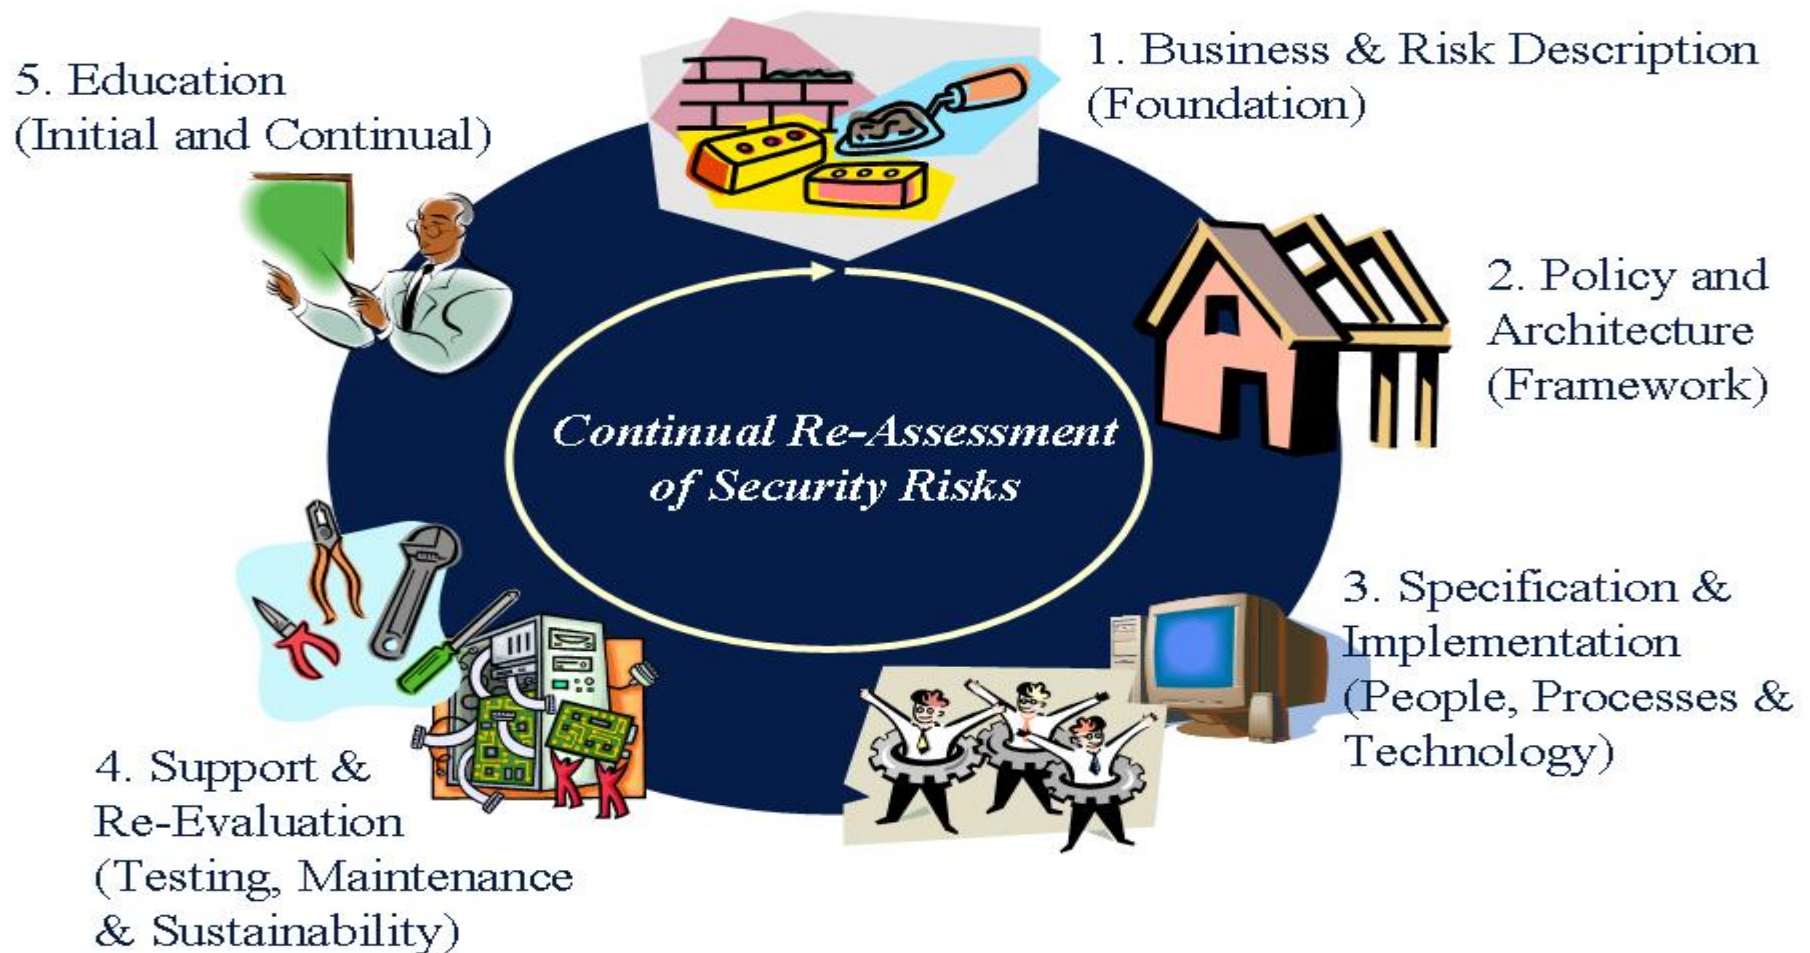 1. Business & Risk Description
(Foundation)
2. Policy and
Architecture
(Framework)
3. Specification &
Implementation
(People, Processes &
Technology)
4. Support &
Re-Evaluation
(Testing, Maintenance
& Sustainability)
5. Education
(Initial and Continual)
Continual Re-Assessment
of Security Risks